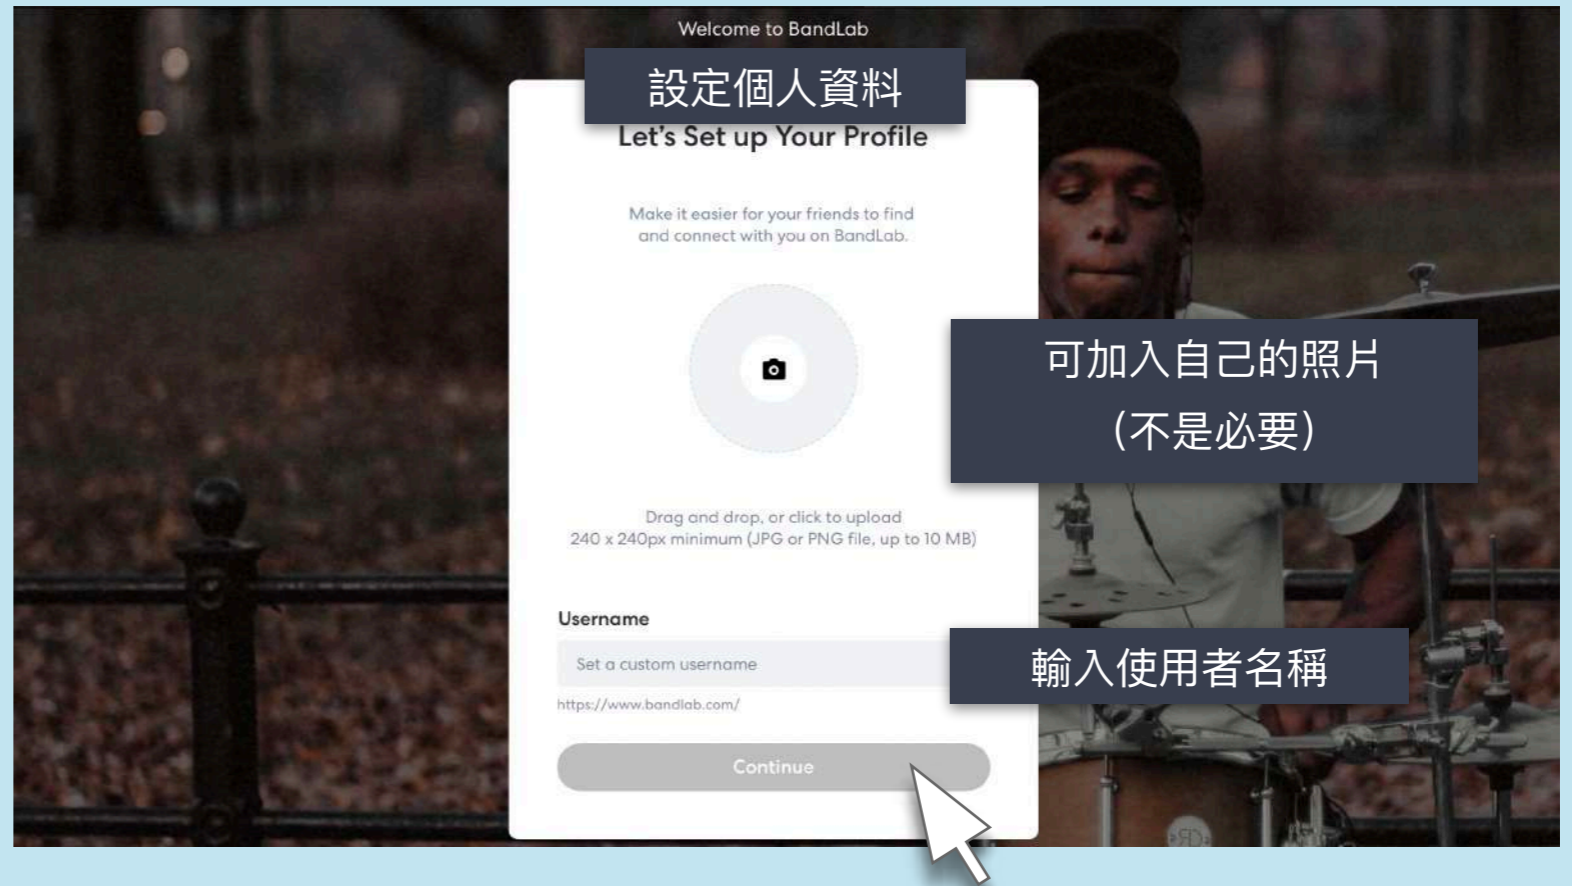 Welcome to BandLab
設定個人資料
Let's Set up Your Profile
Make it easier for your friends to find
and connect with you on BandLab.
可加入自己的照片
(不是必要)
Drag and drop, or click to upload
240 x 240px minimum (JPG or PNG file, up to 10 MB)
Username
Set a custom username
輸入使用者名稱
https://www.bandlab.com/
Continue